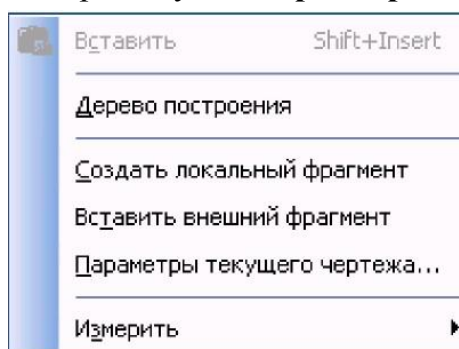 Вставить Shift+Insert
Дерево построения
Создать локальный фрагмент
Вставить внешний фрагмент
Параметры текущего чертежа...
Измерить